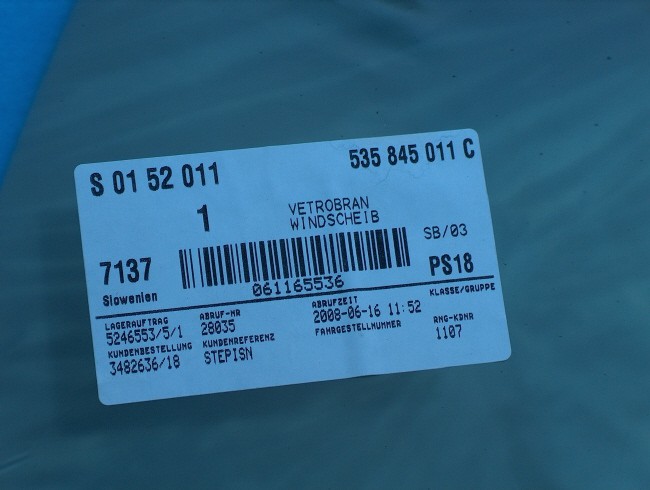 S 01 52 011 535 845 011 C
1 VETROBRAN
WINDSCHEIB
SB/03
7137 PS18
Slowenien 061165536
KLASSE/GRUPPE
LAGERAUFTRAG ABRUF-NR ABRUFZEIT
5246553/5/1 28035 2008-06-16 11:52
KUNDENBESTELLUNG KUNDENREFERENZ FAHRGESTELLNUMMER RNG-KDNR
3482636/18 STEPISN 1107